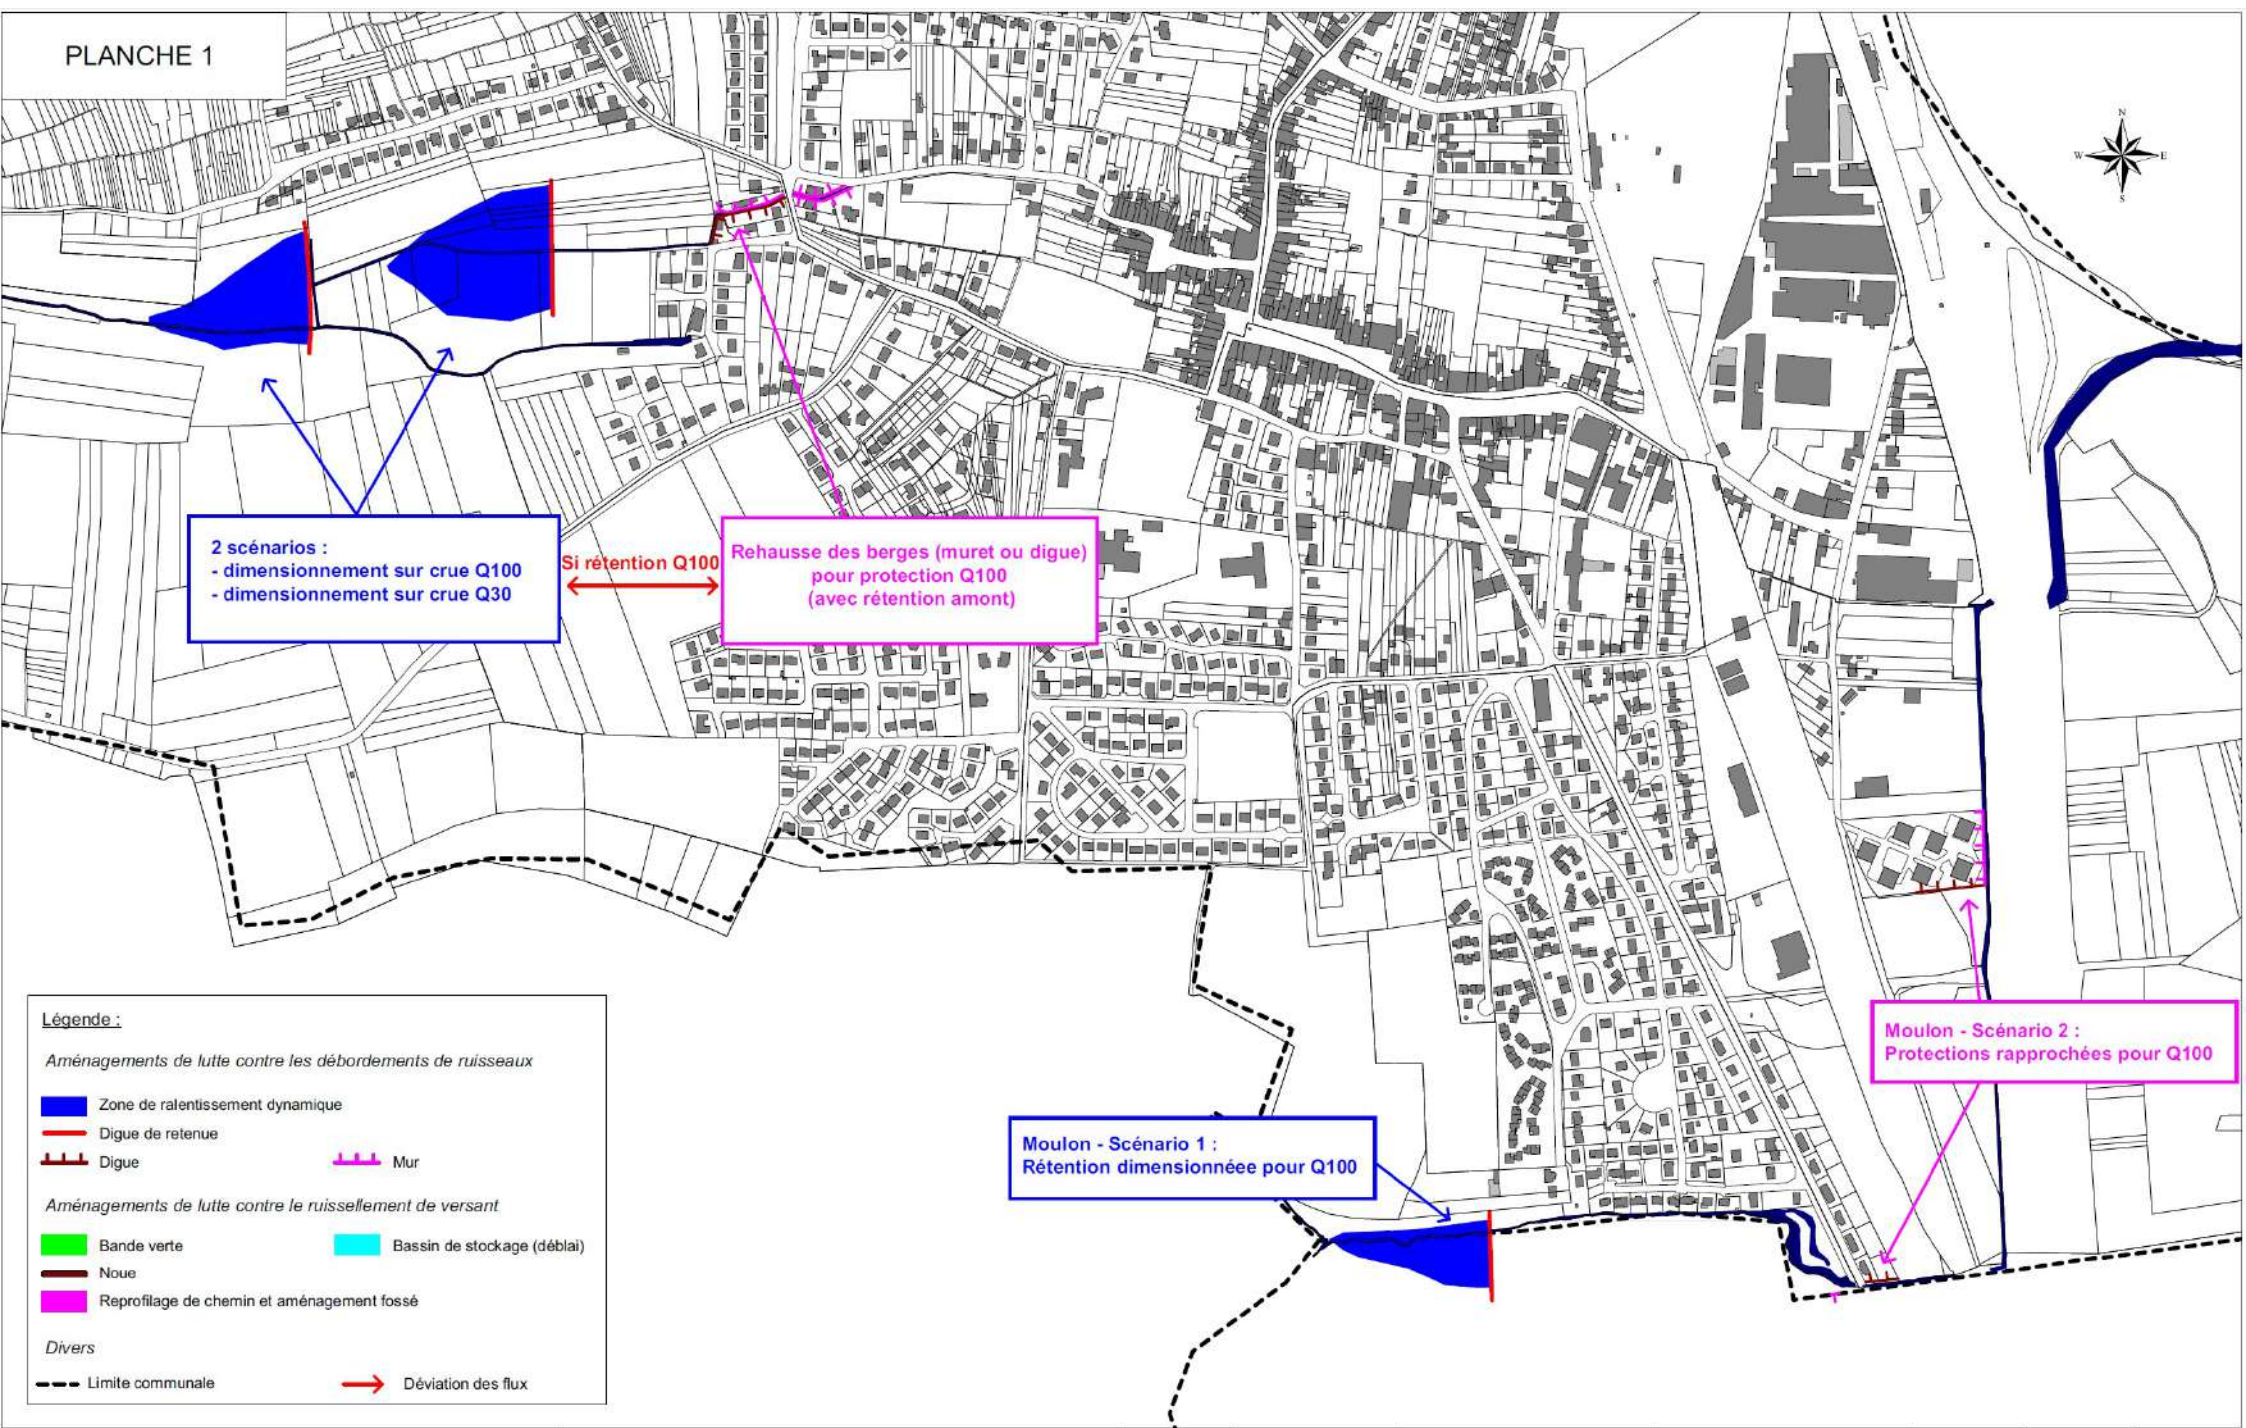 PLANCHE 1
N
W
E
S
2 scénarios :
- dimensionnement sur crue Q100
- dimensionnement sur crue Q30
Si rétention Q100
Rehausse des berges (muret ou digue)
pour protection Q100
(avec rétention amont)
Moulon - Scénario 2 :
Protections rapprochées pour Q100
Moulon - Scénario 1 :
Rétention dimensionnéee pour Q100
Légende :
Aménagements de lutte contre les débordements de ruisseaux
Zone de ralentissement dynamique
Digue de retenue
Digue
Mur
Aménagements de lutte contre le ruissellement de versant
Bande verte
Bassin de stockage (déblai)
Noue
Reprofilage de chemin et aménagement fossé
Divers
Limite communale
Déviation des flux